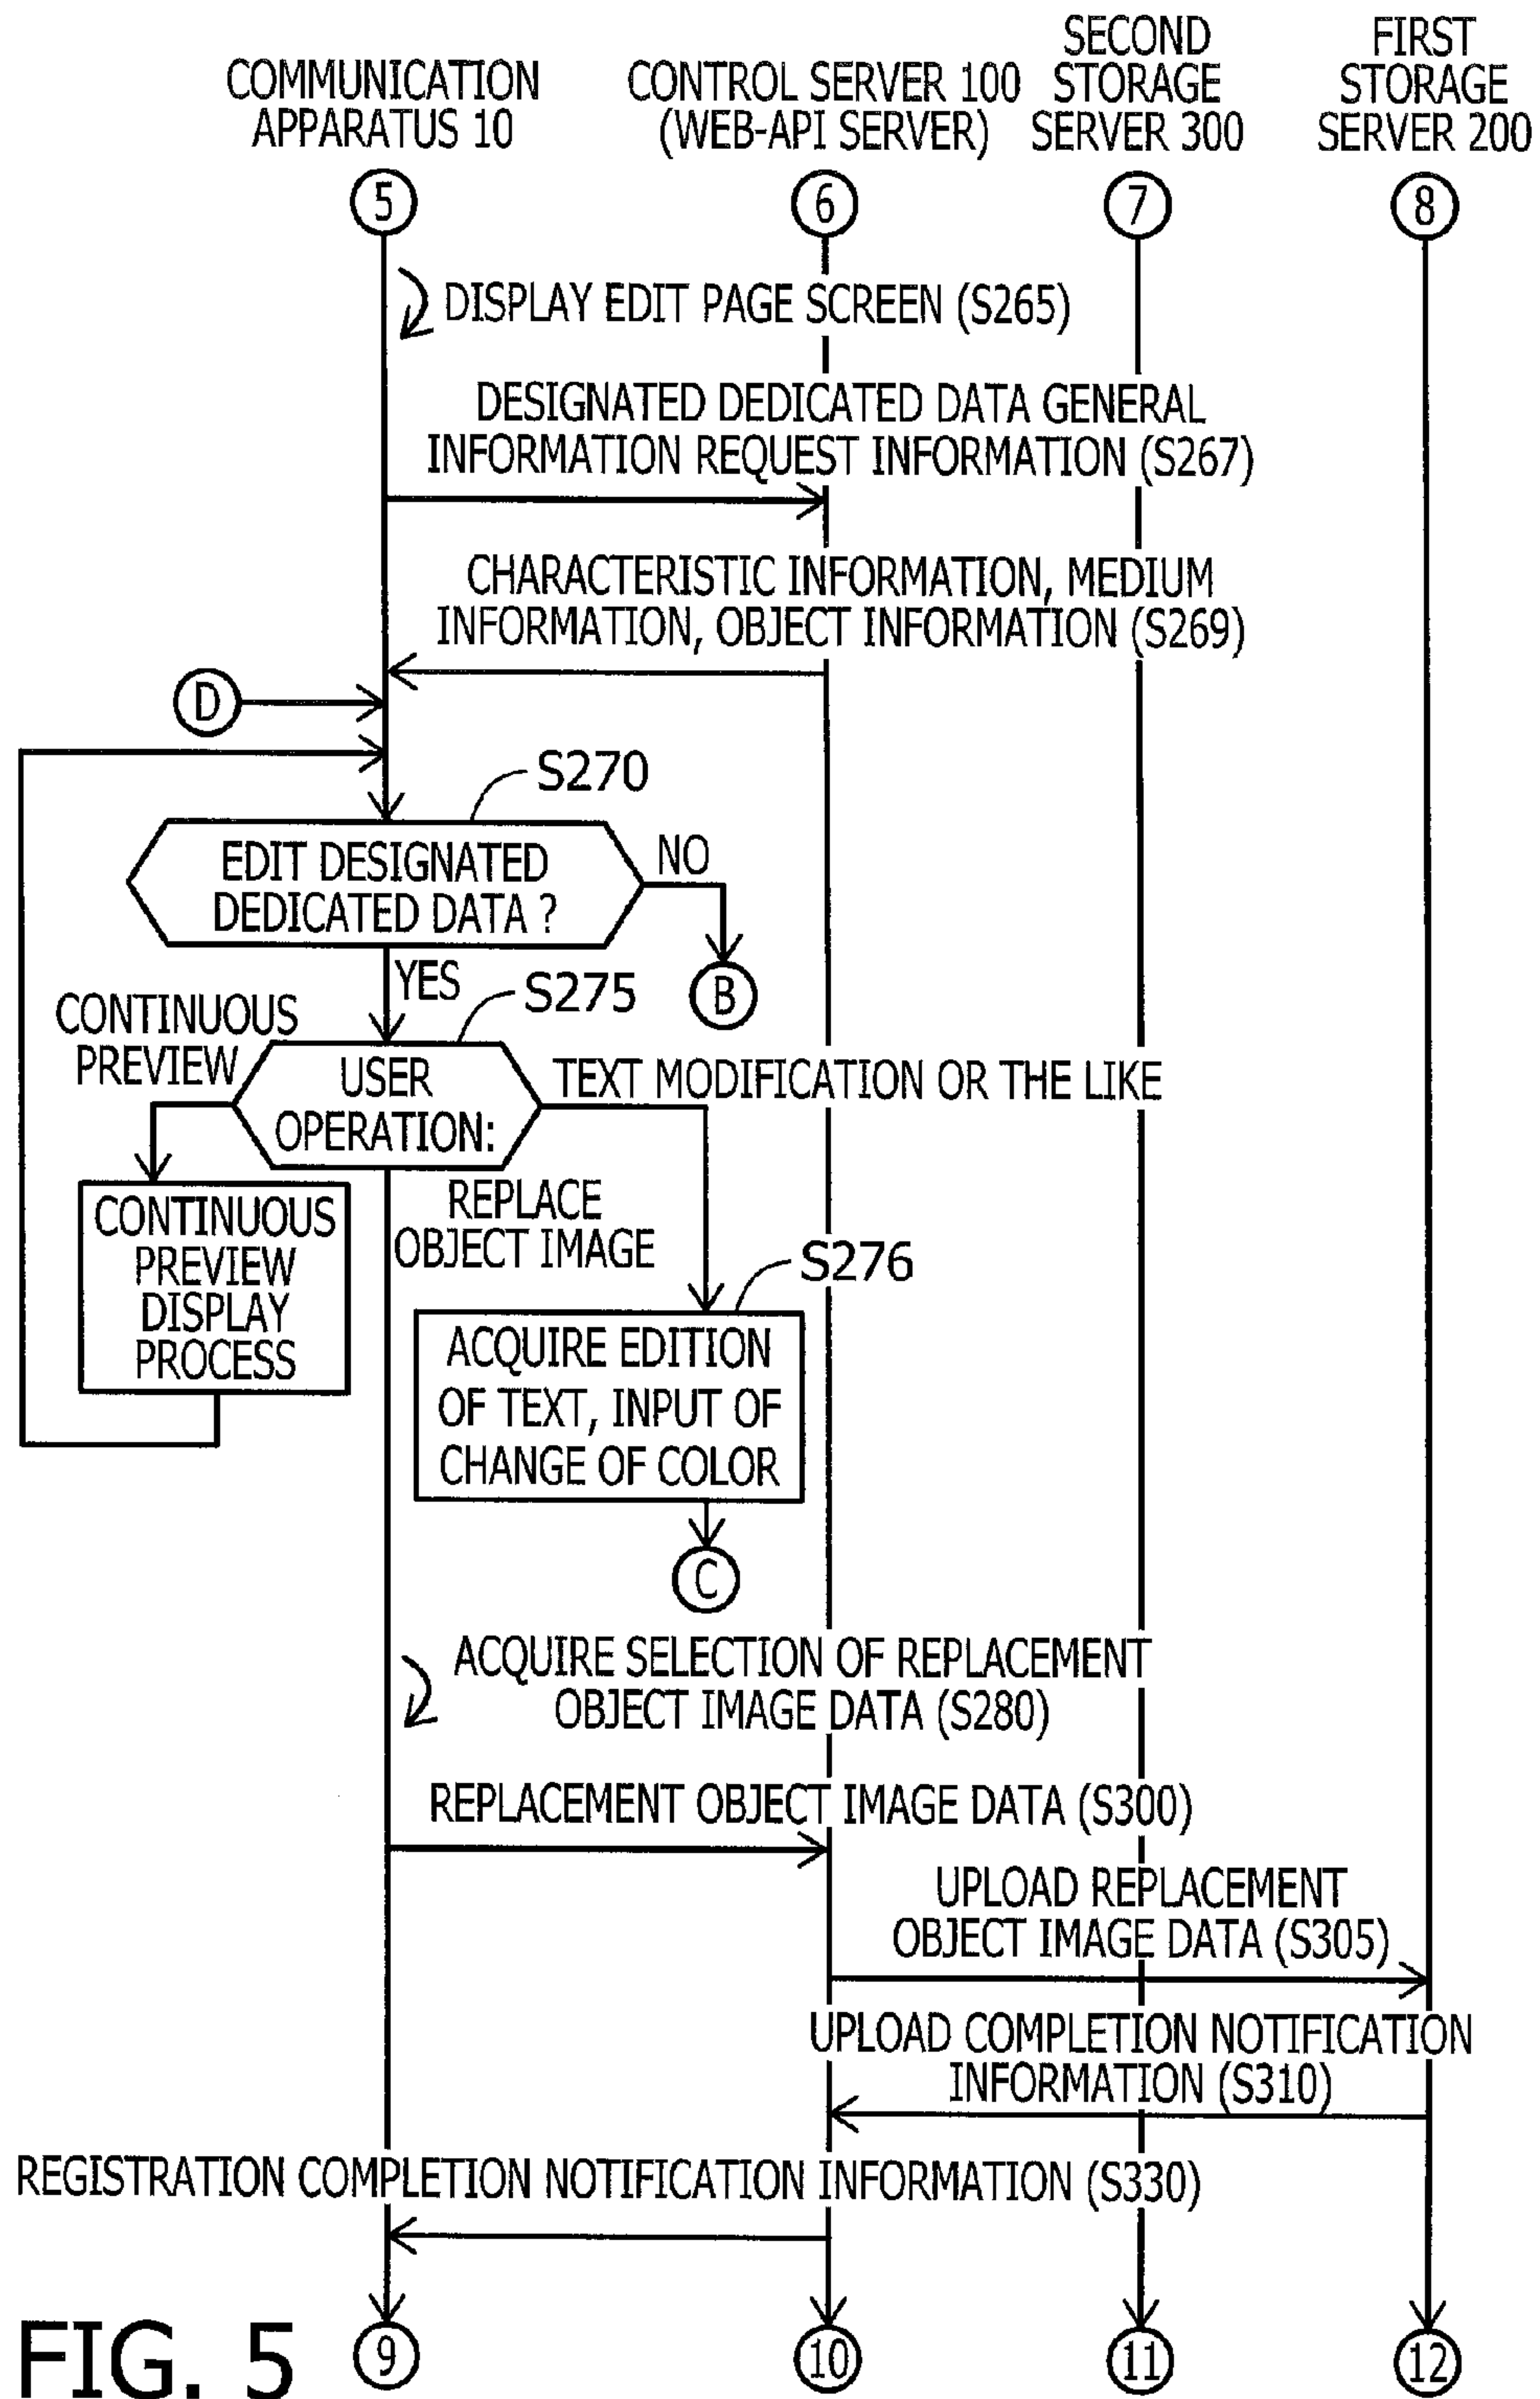 COMMUNICATION
APPARATUS 10
CONTROL SERVER 100
(WEB-API SERVER)
SECOND
STORAGE
SERVER 300
FIRST
STORAGE
SERVER 200
5
6
7
8
DISPLAY EDIT PAGE SCREEN (S265)
DESIGNATED DEDICATED DATA GENERAL
INFORMATION REQUEST INFORMATION (S267)
CHARACTERISTIC INFORMATION, MEDIUM
INFORMATION, OBJECT INFORMATION (S269)
D
S270
EDIT DESIGNATED
DEDICATED DATA ?
NO
B
YES
S275
CONTINUOUS
PREVIEW
USER
OPERATION:
TEXT MODIFICATION OR THE LIKE
REPLACE
OBJECT IMAGE
CONTINUOUS
PREVIEW
DISPLAY
PROCESS
S276
ACQUIRE EDITION
OF TEXT, INPUT OF
CHANGE OF COLOR
C
ACQUIRE SELECTION OF REPLACEMENT
OBJECT IMAGE DATA (S280)
REPLACEMENT OBJECT IMAGE DATA (S300)
UPLOAD REPLACEMENT
OBJECT IMAGE DATA (S305)
UPLOAD COMPLETION NOTIFICATION
INFORMATION (S310)
REGISTRATION COMPLETION NOTIFICATION INFORMATION (S330)
9
10
11
12
FIG. 5